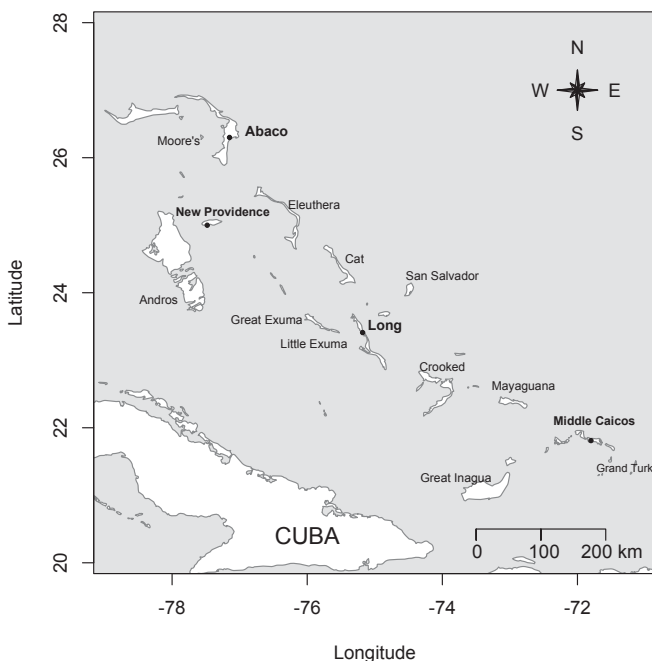 28
26
24
22
20
Latitude
N
W E
S
Moore's
Abaco
New Providence
Eleuthera
Cat
San Salvador
Andros
Great Exuma
Long
Little Exuma
Crooked
Mayaguana
Middle Caicos
Grand Turk
Great Inagua
CUBA
0 100 200 km
-78 -76 -74 -72
Longitude